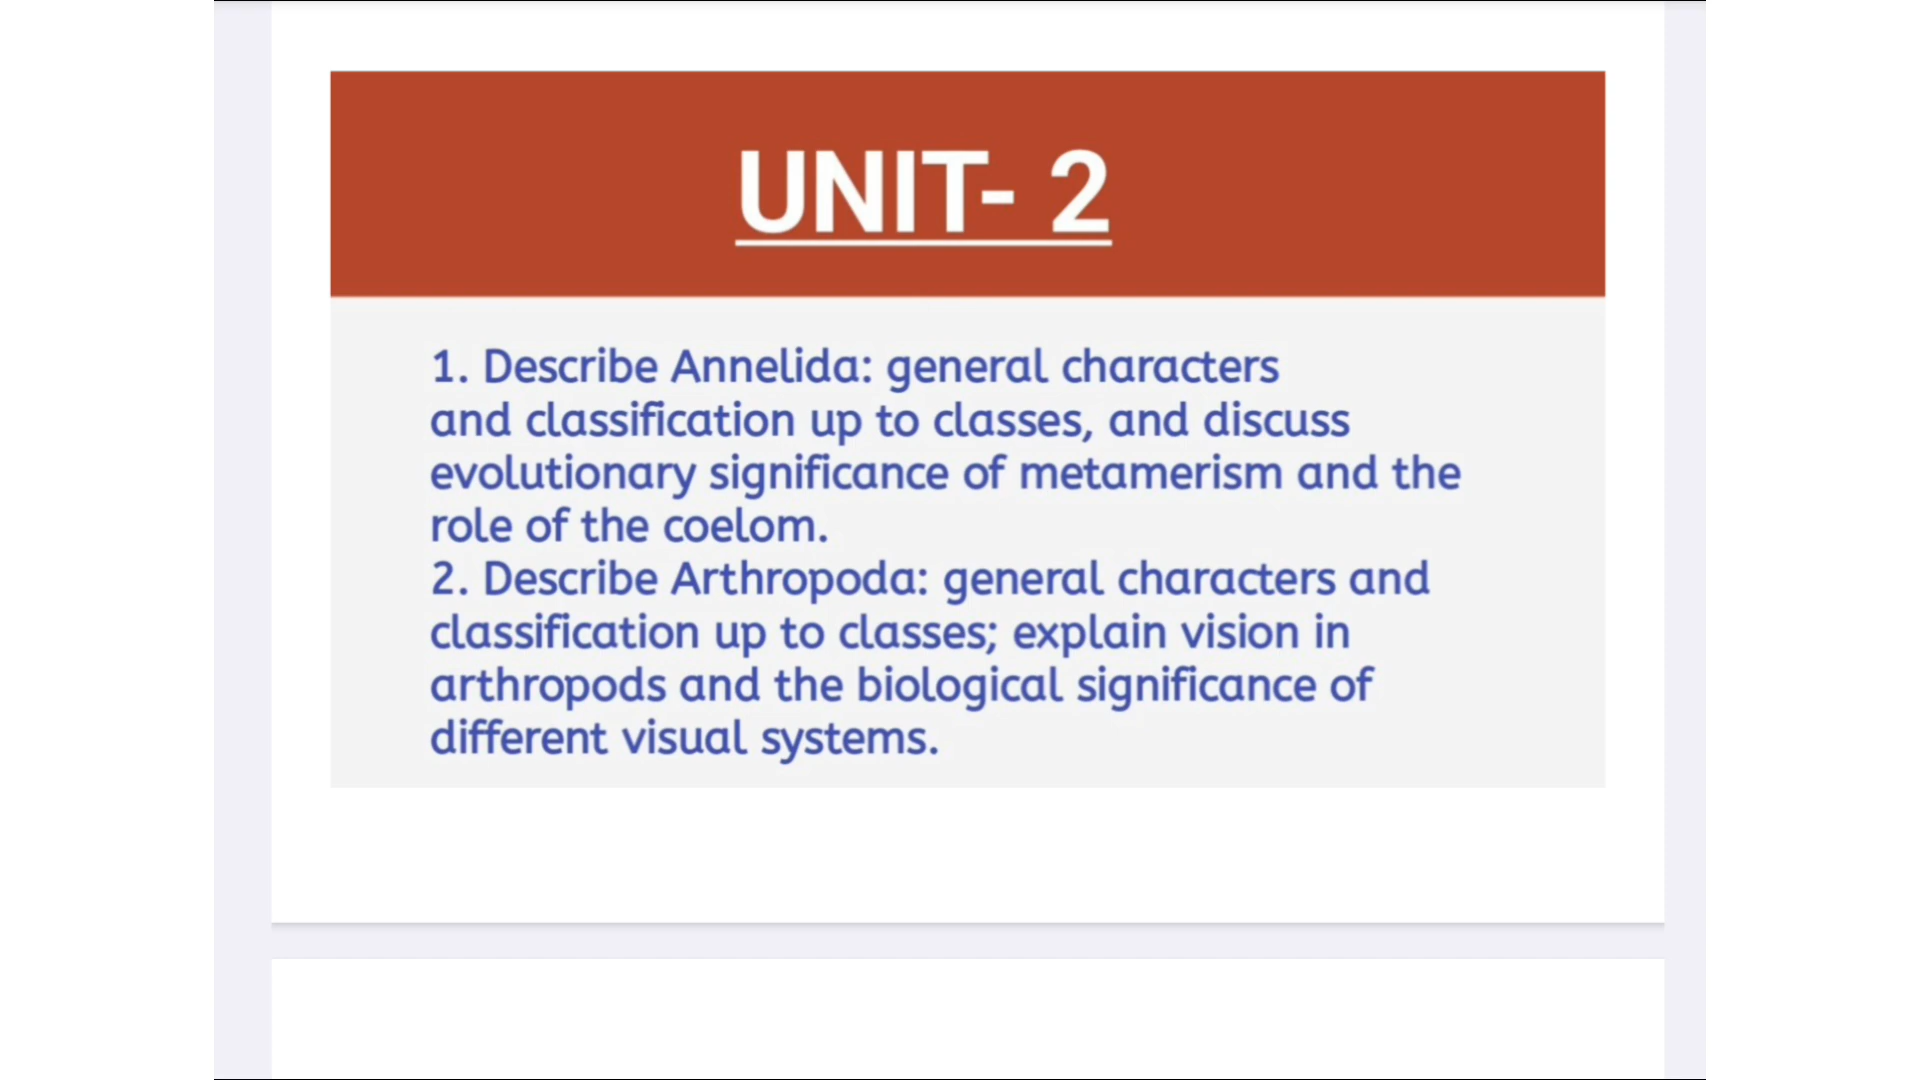 UNIT- 2
1. Describe Annelida: general characters
and classification up to classes, and discuss
evolutionary significance of metamerism and the
role of the coelom.
2. Describe Arthropoda: general characters and
classification up to classes; explain vision in
arthropods and the biological significance of
different visual systems.